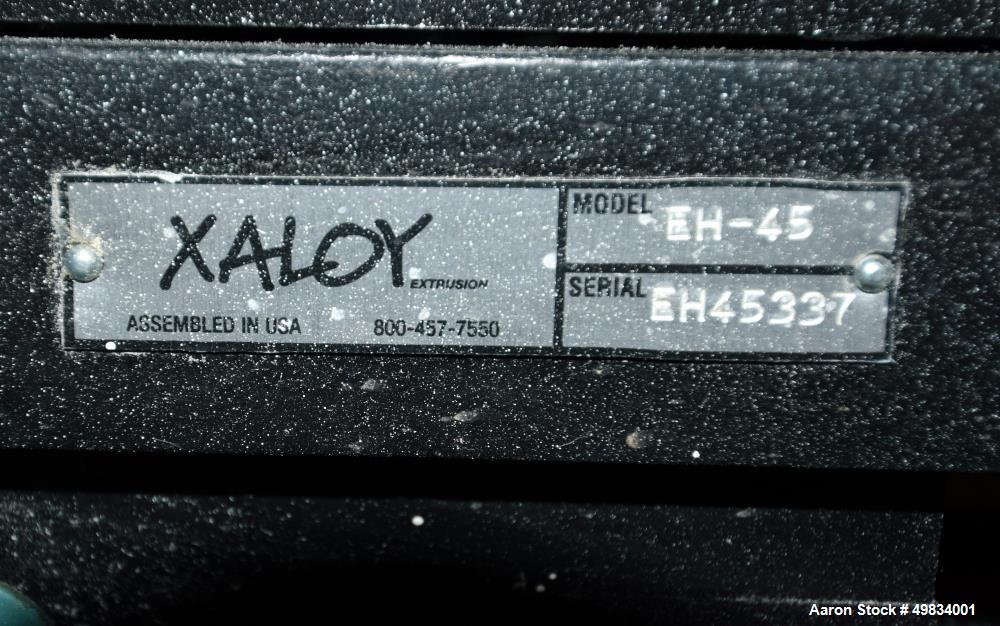 XALOY
EXTRUSION
ASSEMBLED IN USA 800-457-7550
MODEL EH-45
SERIAL EH45337
Aaron Stock # 49834001